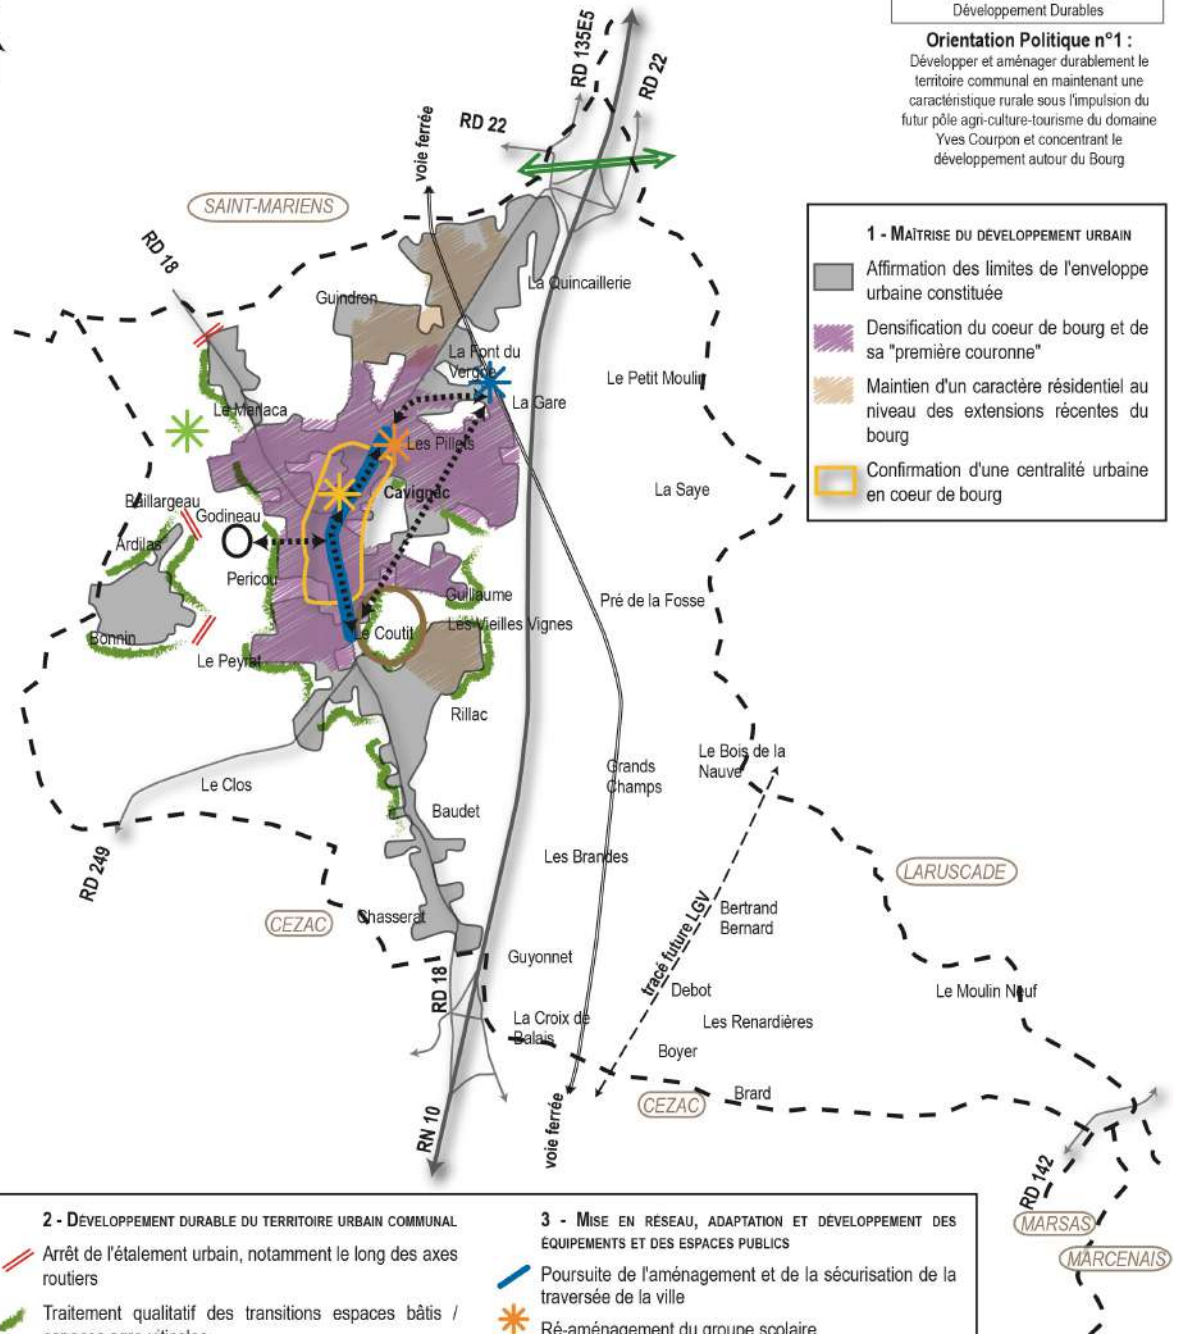 Développement Durables
Orientation Politique n°1 :
Développer et aménager durablement le
territoire communal en maintenant une
caractéristique rurale sous l'impulsion du
futur pôle agri-culture-tourisme du domaine
Yves Courpon et concentrant le
développement autour du Bourg
RD 135E5
RD 22
RD 22
voie ferrée
SAINT-MARIENS
RD 18
1 - MAÎTRISE DU DÉVELOPPEMENT URBAIN
Affirmation des limites de l'enveloppe
urbaine constituée
Densification du coeur de bourg et de
sa "première couronne"
Maintien d'un caractère résidentiel au
niveau des extensions récentes du
bourg
Confirmation d'une centralité urbaine
en coeur de bourg
La Quincaillerie
Guindron
La Font du
Vergne
Le Petit Moulin
La Gare
Le Manaca
Les Pillets
Cavignac
La Saye
Baillargeau
Godineau
Ardilas
Pericou
Guillaume
Pré de la Fosse
Les Vieilles Vignes
Le Coutit
Bonnin
Le Peyrat
Rillac
Le Bois de la
Nauve
Grands
Champs
Le Clos
Baudet
Les Brandes
RD 249
LARUSCADE
CEZAC
Chasserat
Bertrand
Bernard
tracé future LGV
Guyonnet
RD 18
Debot
Le Moulin Neuf
La Croix de
Balais
Les Renardières
Boyer
Brard
CEZAC
RN 10
voie ferrée
RD 142
MARSAS
MARCENAIS
2 - DÉVELOPPEMENT DURABLE DU TERRITOIRE URBAIN COMMUNAL
Arrêt de l'étalement urbain, notamment le long des axes
routiers
Traitement qualitatif des transitions espaces bâtis /
3 - MISE EN RÉSEAU, ADAPTATION ET DÉVELOPPEMENT DES
ÉQUIPEMENTS ET DES ESPACES PUBLICS
Poursuite de l'aménagement et de la sécurisation de la
traversée de la ville
Ré-aménagement du groupe scolaire